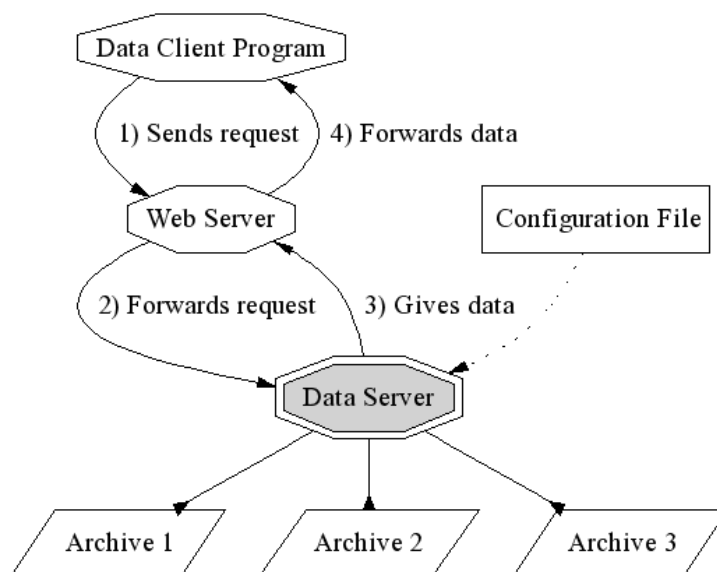 Data Client Program
1) Sends request
4) Forwards data
Web Server
Configuration File
2) Forwards request
3) Gives data
Data Server
Archive 1
Archive 2
Archive 3